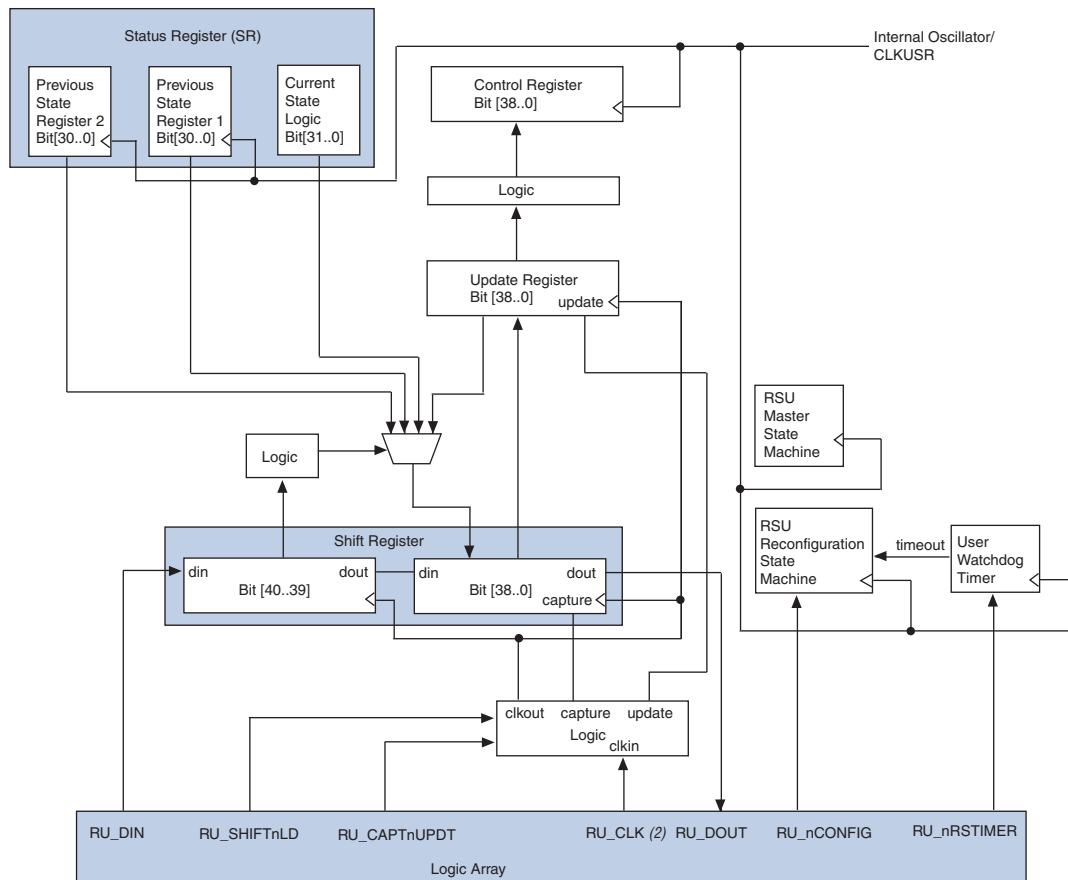 Status Register (SR)
Previous
State
Register 2
Bit[30..0]
Previous
State
Register 1
Bit[30..0]
Current
State
Logic
Bit[31..0]
Internal Oscillator/
CLKUSR
Control Register
Bit [38..0]
Logic
Update Register
Bit [38..0]
update
RSU
Master
State
Machine
Logic
Shift Register
din
dout
Bit [40..39]
din
dout
Bit [38..0]
capture
RSU
Reconfiguration
State
Machine
timeout
User
Watchdog
Timer
clkout
capture
update
Logic
clkin
RU_DIN
RU_SHIFTnLD
RU_CAPTnUPDT
RU_CLK (2)
RU_DOUT
RU_nCONFIG
RU_nRSTIMER
Logic Array